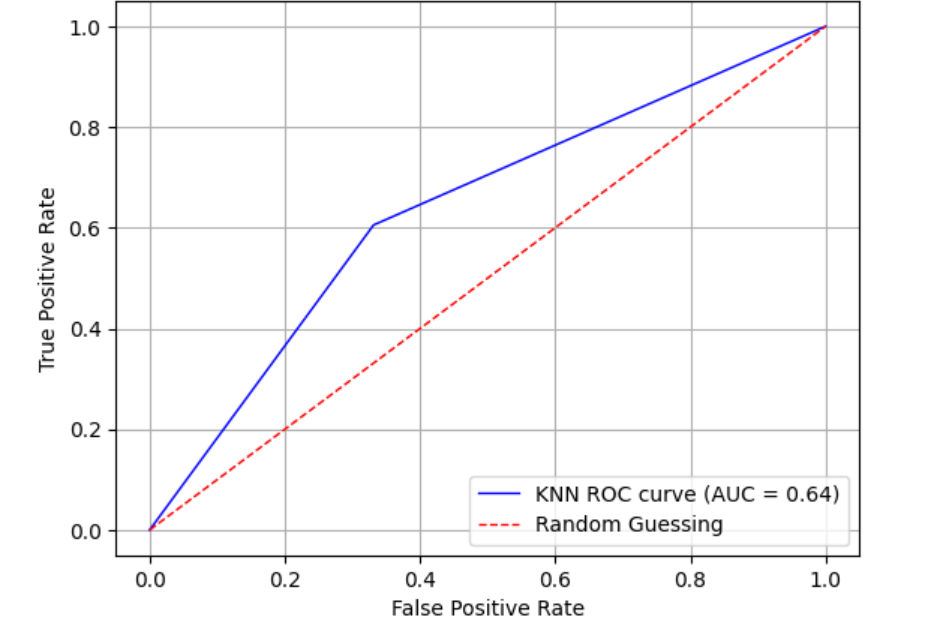 1.0
0.8
0.6
0.4
0.2
0.0
True Positive Rate
KNN ROC curve (AUC = 0.64)
Random Guessing
0.0 0.2 0.4 0.6 0.8 1.0
False Positive Rate